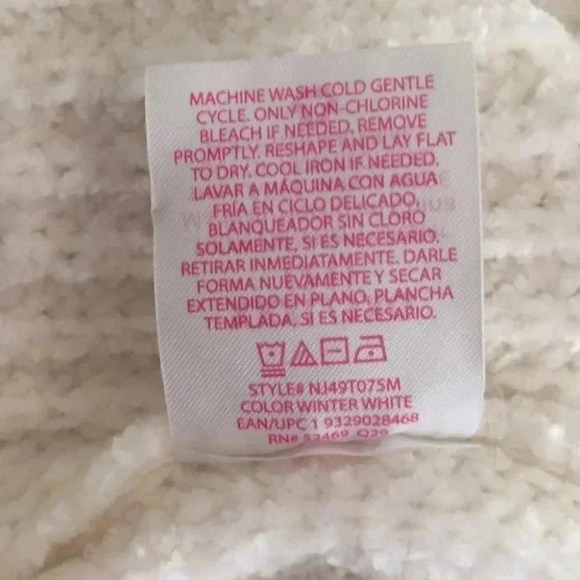 MACHINE WASH COLD GENTLE
CYCLE. ONLY NON-CHLORINE
BLEACH IF NEEDED, REMOVE
PROMPTLY. RESHAPE AND LAY FLAT
TO DRY. COOL IRON IF NEEDED.
LAVAR A MÁQUINA CON AGUA
FRÍA EN CICLO DELICADO.
BLANQUEADOR SIN CLORO
SOLAMENTE, SI ES NECESARIO.
RETIRAR INMEDIATAMENTE. DARLE
FORMA NUEVAMENTE Y SECAR
EXTENDIDO EN PLANO. PLANCHA
TEMPLADA, SI ES NECESARIO.
STYLE# NJ49T075M
COLOR WINTER WHITE
EAN/UPC 1 9329028468
RN# 52469 Q29